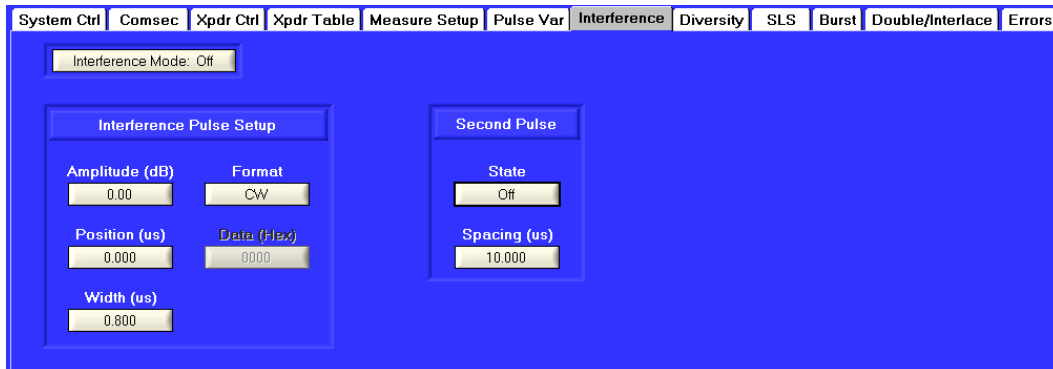 System Ctrl Comsec Xpdr Ctrl Xpdr Table Measure Setup Pulse Var Interference Diversity SLS Burst Double/Interlace Errors
Interference Mode: Off
Interference Pulse Setup
Amplitude (dB) Format
0.00 CW
Position (us) Data (Hex)
0.000 0000
Width (us)
0.800
Second Pulse
State
Off
Spacing (us)
10.000